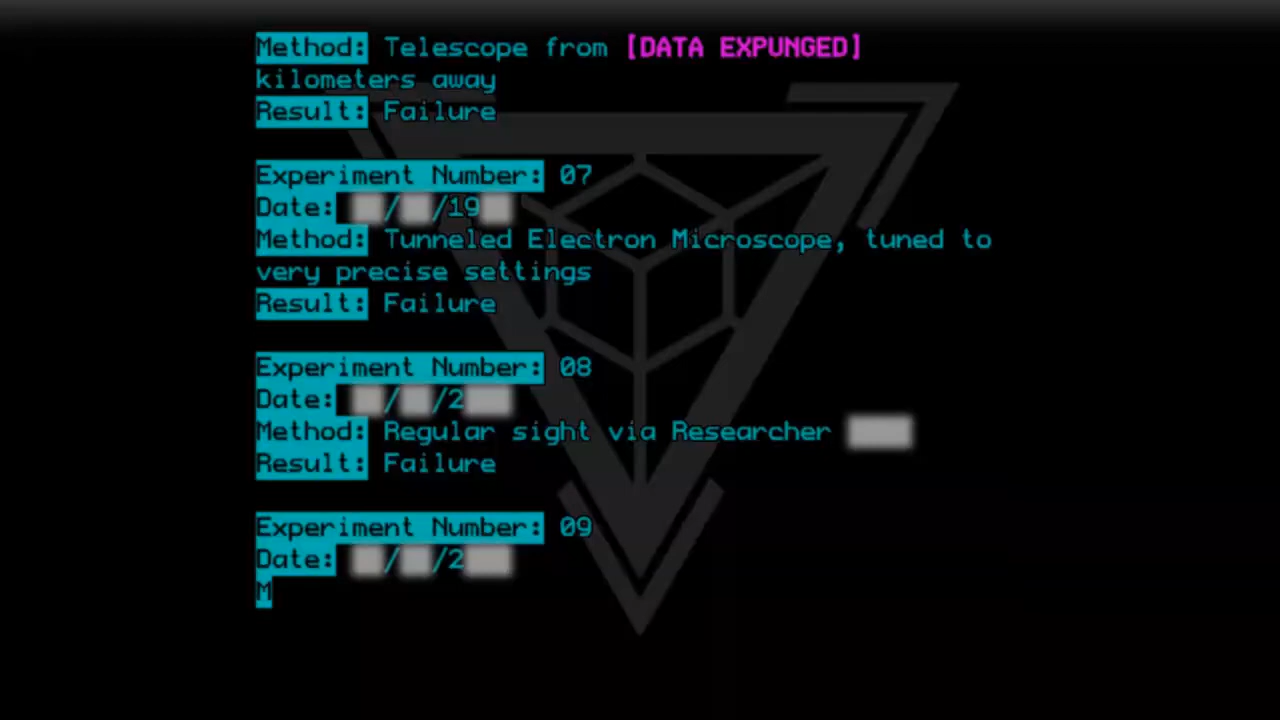 Method: Telescope from [DATA EXPUNGED]
kilometers away
Result: Failure
Experiment Number: 07
Date: / /19
Method: Tunneled Electron Microscope, tuned to
very precise settings
Result: Failure
Experiment Number: 08
Date: / /2
Method: Regular sight via Researcher
Result: Failure
Experiment Number: 09
Date: / /2
M